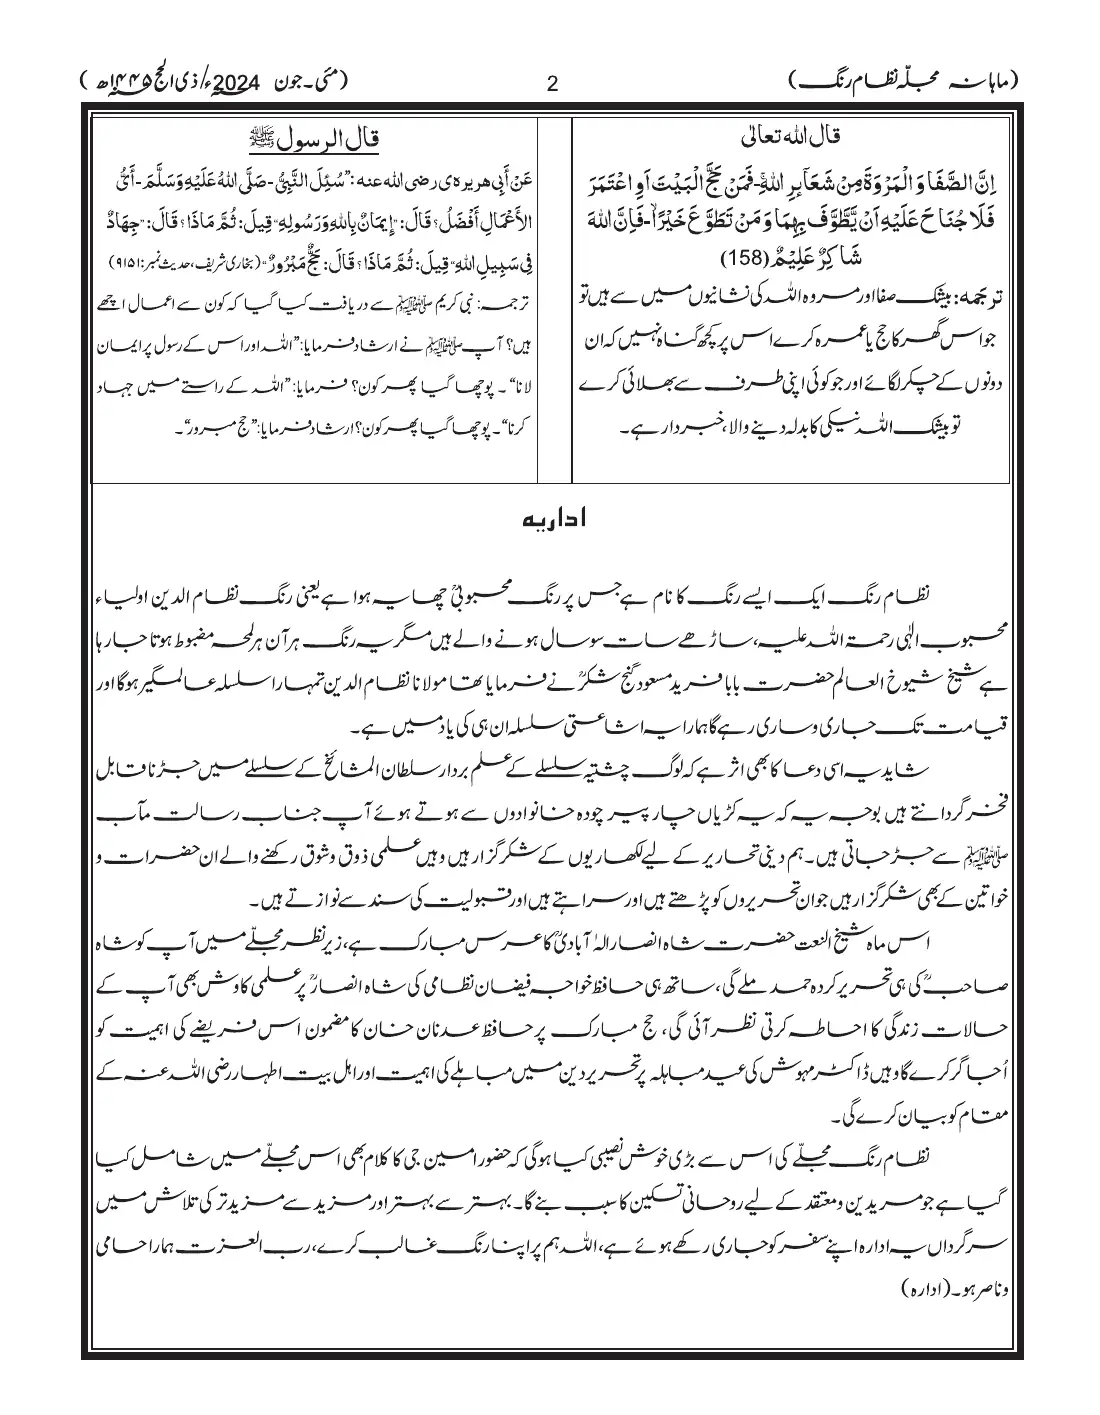 (ماہانہ مجلّہ نظام رنگ)
2
(مئی۔جون 2024ء/ذی الحج ۱۴۴۵ھ)
قال اللہ تعالیٰ
اِنَّ الصَّفَا وَ الْمَرْوَةَ مِنْ شَعَآىٕرِ اللّٰهِۚ-فَمَنْ حَجَّ الْبَیْتَ اَوِ اعْتَمَرَ
فَلَا جُنَاحَ عَلَیْهِ اَنْ یَّطَّوَّفَ بِهِمَا وَ مَنْ تَطَوَّعَ خَیْرًاۙ-فَاِنَّ اللّٰهَ
شَاكِرٌ عَلِیْمٌ(158)
ترجمہ: بیشک صفا اور مروہ اللہ کی نشانیوں میں سے ہیں تو
جو اس گھر کا حج یا عمرہ کرے اس پر کچھ گناہ نہیں کہ ان
دونوں کے چکر لگائے اور جو کوئی اپنی طرف سے بھلائی کرے
تو بیشک اللہ نیکی کا بدلہ دینے والا، خبردار ہے۔
قال الرسول ﷺ
عَنْ أَبِي هريره ى رضى الله عنه :"سُئِلَ النَّبِيُّ-صَلَّى اللهُ عَلَيْهِ وَسَلَّمَ-أَيُّ
الأَعْمَالِ أَفْضَلُ؟ قَالَ: "إِيمَانٌ بِاللهِ وَرَسُولِهِ" قِيلَ: ثُمَّ مَاذَا؟ قَالَ: "جِهَادٌ
فِي سَبِيلِ اللهِ" قِيلَ: ثُمَّ مَاذَا؟ قَالَ: حَجٌّ مَبْرُورٌ" (بخاری شریف، حدیث نمبر:۹۱۵۱)
ترجمہ: نبی کریم ﷺ سے دریافت کیا گیا کہ کون سے اعمال اچھے
ہیں؟ آپ ﷺ نے ارشاد فرمایا:"اللہ اور اس کے رسول پر ایمان
لانا"۔ پوچھا گیا پھر کون؟ فرمایا:"اللہ کے راستے میں جہاد
کرنا"۔ پوچھا گیا پھر کون؟ ارشاد فرمایا:"حج مبرور"۔
اداریہ
نظام رنگ ایک ایسے رنگ کا نام ہے جس پر رنگ محبوبیؒ چھایہ ہوا ہے یعنی رنگ نظام الدین اولیاء
محبوب الٰہی رحمۃ اللہ علیہ، ساڑھے سات سو سال ہونے والے ہیں مگر یہ رنگ ہر آن ہر لمحہ مضبوط ہوتا جا رہا
ہے شیخ شیوخ العالم حضرت بابا فرید مسعود گنج شکرؒ نے فرمایا تھا مولانا نظام الدین تمہارا سلسلہ عالمگیر ہوگا اور
قیامت تک جاری و ساری رہے گا ہمارا یہ اشاعتی سلسلہ ان ہی کی یاد میں ہے۔
شاید یہ اسی دعا کا بھی اثر ہے کہ لوگ چشتیہ سلسلے کے علم بردار سلطان المشائخ کے سلسلے میں جڑنا قابل
فخر گردانتے ہیں بوجہ یہ کہ یہ کڑیاں چار پیر چودہ خانوادوں سے ہوتے ہوئے آپ جناب رسالت مآب
ﷺ سے جڑ جاتی ہیں۔ ہم دینی تحاریر کے لیے لکھاریوں کے شکر گزار ہیں وہیں علمی ذوق و شوق رکھنے والے ان حضرات و
خواتین کے بھی شکر گزار ہیں جو ان تحریروں کو پڑھتے ہیں اور سراہتے ہیں اور قبولیت کی سند سے نوازتے ہیں۔
اس ماہ شیخ النعت حضرت شاہ انصار الہٰ آبادیؒ کا عرس مبارک ہے، زیر نظر مجلّے میں آپ کو شاہ
صاحبؒ کی ہی تحریر کردہ حمد ملے گی، ساتھ ہی حافظ خواجہ فیضان نظامی کی شاہ انصارؒ پر علمی کاوش بھی آپ کے
حالات زندگی کا احاطہ کرتی نظر آئی گی، حج مبارک پر حافظ عدنان خان کا مضمون اس فریضے کی اہمیت کو
اُجاگر کرے گا وہیں ڈاکٹر مہوش کی عید مباہلہ پر تحریر دین میں مباہلے کی اہمیت اور اہل بیت اطہار رضی اللہ عنہ کے
مقام کو بیان کرے گی۔
نظام رنگ مجلّے کی اس سے بڑی خوش نصیبی کیا ہوگی کہ حضور امین جی کا کلام بھی اس مجلّے میں شامل کیا
گیا ہے جو مریدین و معتقد کے لیے روحانی تسکین کا سبب بنے گا۔ بہتر سے بہتر اور مزید سے مزید تر کی تلاش میں
سرگرداں یہ ادارہ اپنے سفر کو جاری رکھے ہوئے ہے، اللہ ہم پر اپنا رنگ غالب کرے، رب العزت ہمارا حامی
و ناصر ہو۔ (ادارہ)